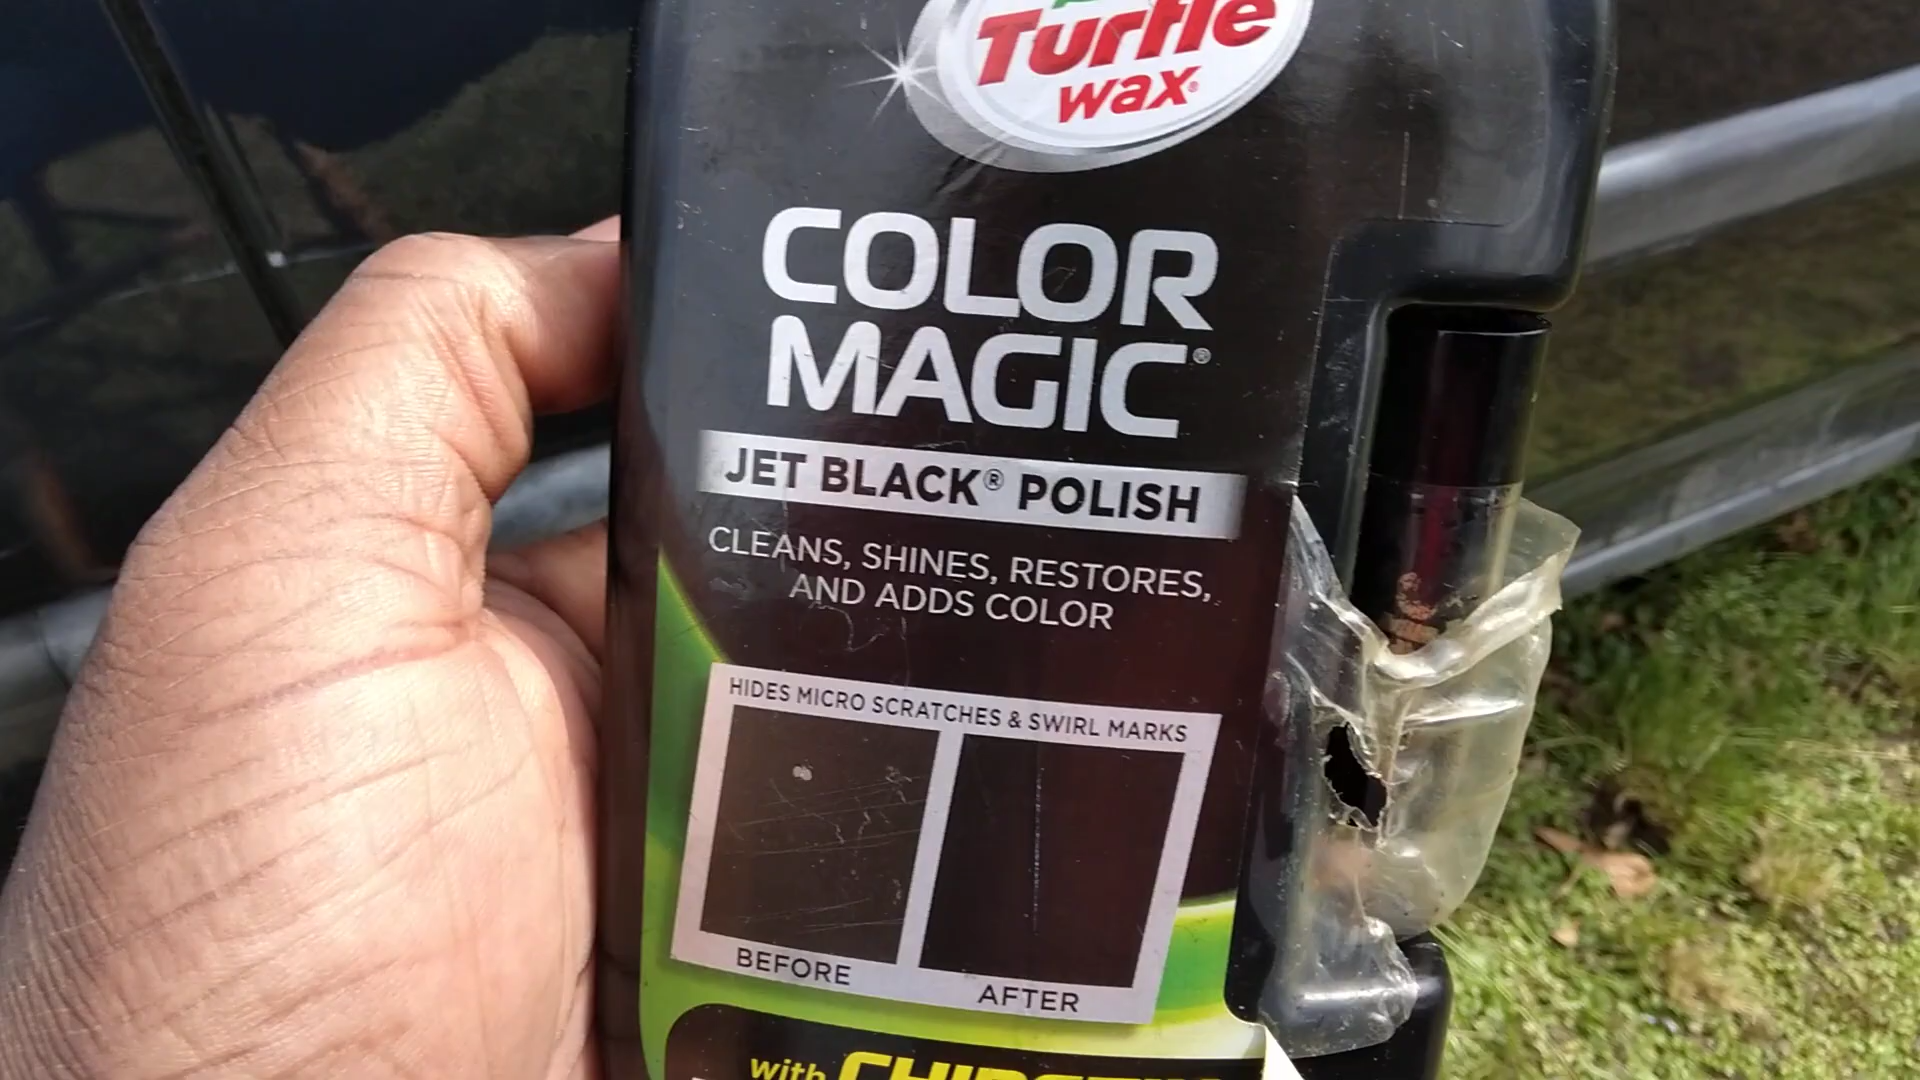 Turtle
wax®
COLOR
MAGIC®
JET BLACK® POLISH
CLEANS, SHINES, RESTORES,
AND ADDS COLOR
HIDES MICRO SCRATCHES & SWIRL MARKS
BEFORE
AFTER
with